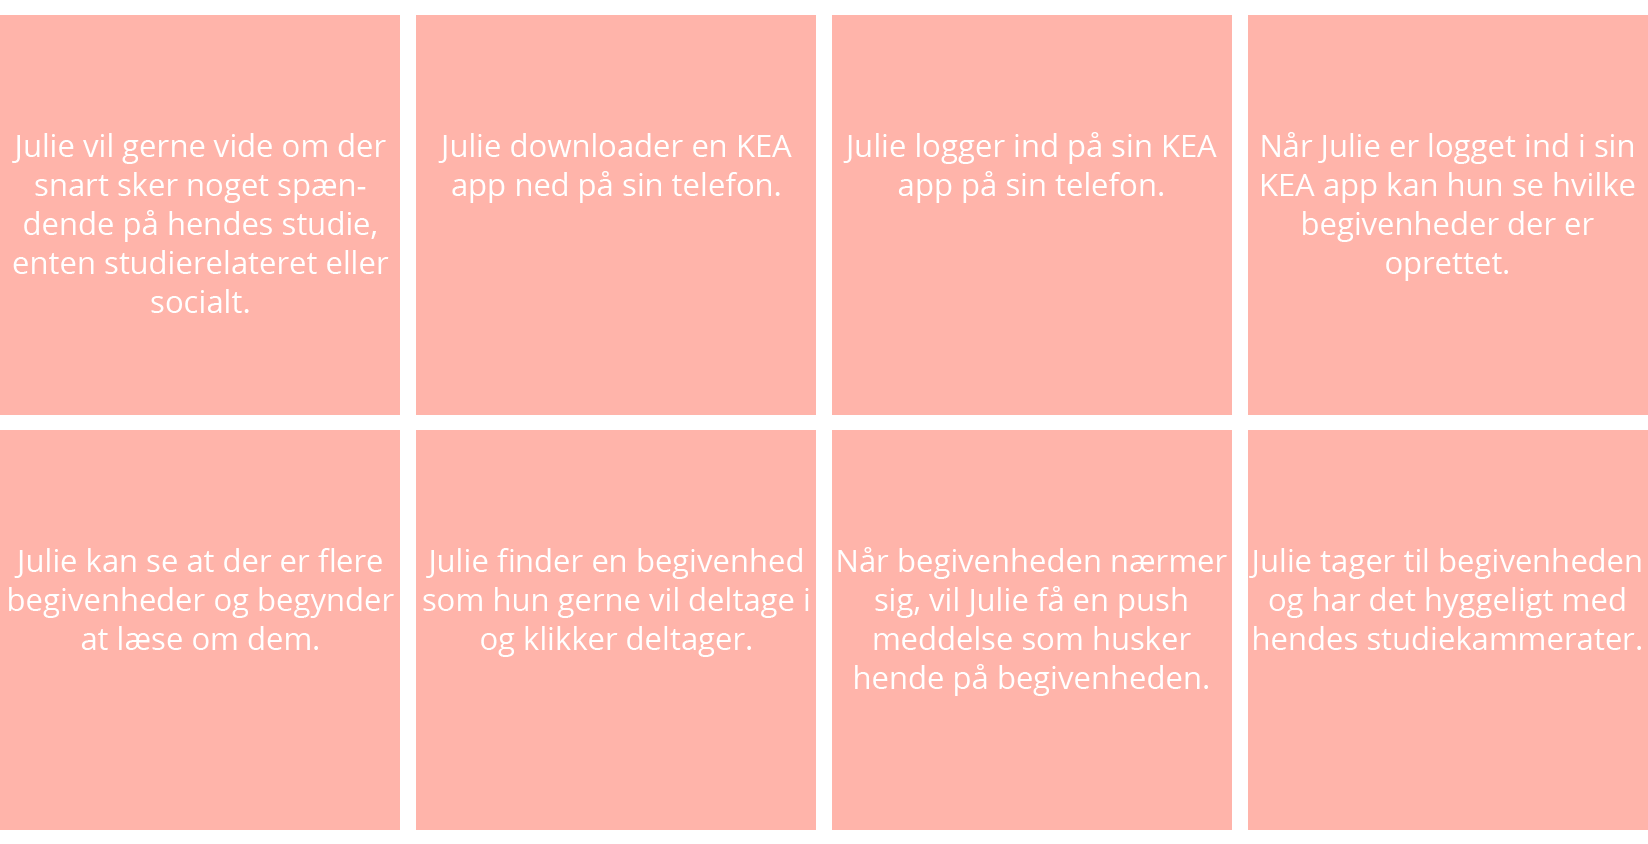 Julie vil gerne vide om der
snart sker noget spæn-
dende på hendes studie,
enten studierelateret eller
socialt.
Julie downloader en KEA
app ned på sin telefon.
Julie logger ind på sin KEA
app på sin telefon.
Når Julie er logget ind i sin
KEA app kan hun se hvilke
begivenheder der er
oprettet.
Julie kan se at der er flere
begivenheder og begynder
at læse om dem.
Julie finder en begivenhed
som hun gerne vil deltage i
og klikker deltager.
Når begivenheden nærmer
sig, vil Julie få en push
meddelse som husker
hende på begivenheden.
Julie tager til begivenheden
og har det hyggeligt med
hendes studiekammerater.